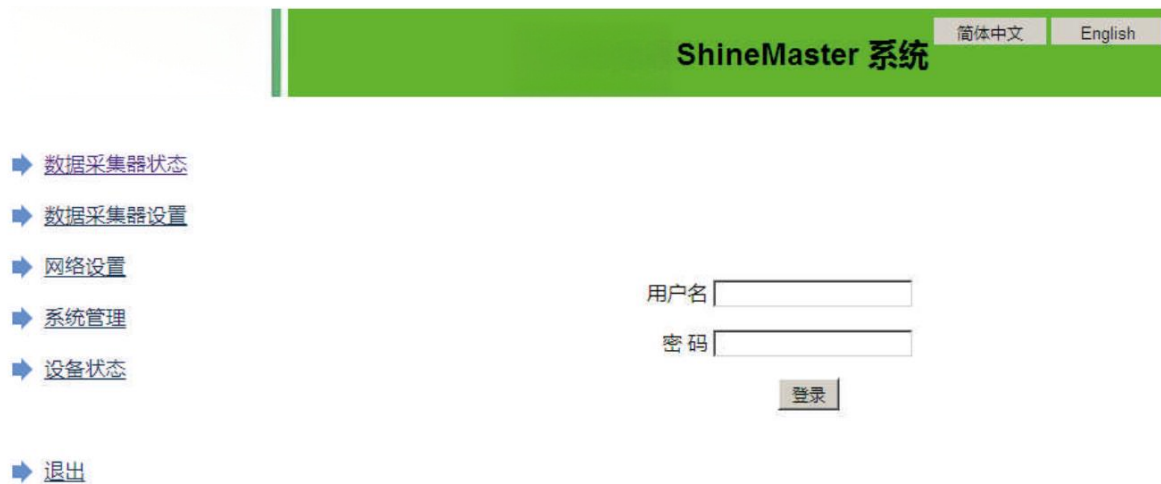 简体中文
English
ShineMaster 系统
数据采集器状态
数据采集器设置
网络设置
系统管理
设备状态
退出
用户名
密 码
登录